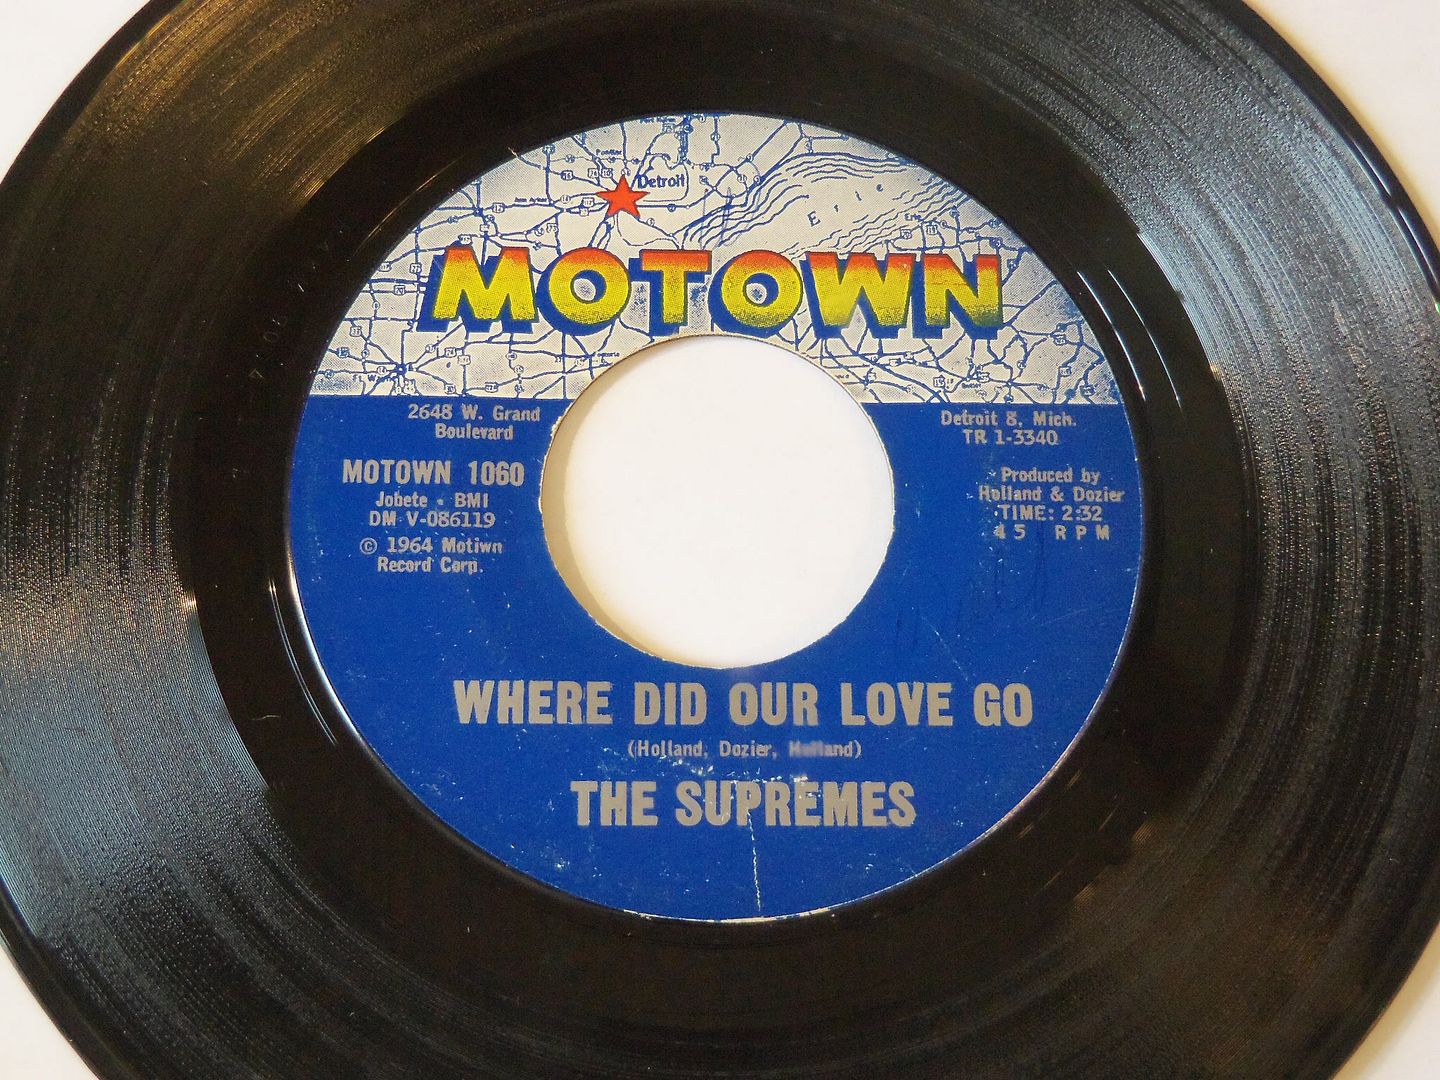 Detroit
Erie
MOTOWN
2648 W. Grand
Boulevard
MOTOWN 1060
Jobete - BMI
DM V-086119
© 1964 Motiwn
Record Corp.
Detroit 8, Mich.
TR 1-3340
Produced by
Holland & Dozier
TIME: 2:32
45 RPM
WHERE DID OUR LOVE GO
(Holland, Dozier, Holland)
THE SUPREMES